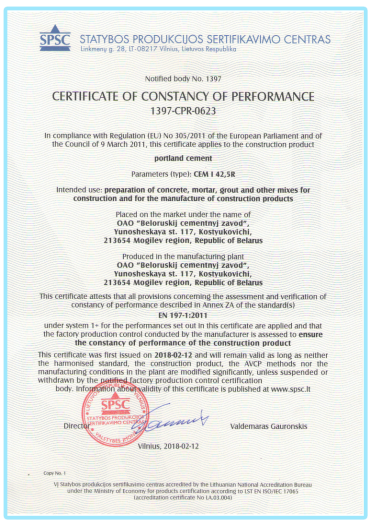 SPSC
STATYBOS PRODUKCIJOS SERTIFIKAVIMO CENTRAS
Linkmenų g. 28, LT-08217 Vilnius, Lietuvos Respublika
Notified body No. 1397
CERTIFICATE OF CONSTANCY OF PERFORMANCE
1397-CPR-0623
In compliance with Regulation (EU) No 305/2011 of the European Parliament and of
the Council of 9 March 2011, this certificate applies to the construction product
portland cement
Parameters (type): CEM I 42,5R
Intended use: preparation of concrete, mortar, grout and other mixes for
construction and for the manufacture of construction products
Placed on the market under the name of
OAO "Beloruskij cementnyj zavod",
Yunosheskaya st. 117, Kostyukovichi,
213654 Mogilev region, Republic of Belarus
Produced in the manufacturing plant
OAO "Beloruskij cementnyj zavod",
Yunosheskaya st. 117, Kostyukovichi,
213654 Mogilev region, Republic of Belarus
This certificate attests that all provisions concerning the assessment and verification of
constancy of performance described in Annex ZA of the standard(s)
EN 197-1:2011
under system 1+ for the performances set out in this certificate are applied and that
the factory production control conducted by the manufacturer is assessed to ensure
the constancy of performance of the construction product
This certificate was first issued on 2018-02-12 and will remain valid as long as neither
the harmonised standard, the construction product, the AVCP methods nor the
manufacturing conditions in the plant are modified significantly, unless suspended or
withdrawn by the notified factory production control certification
body. Information about validity of this certificate is published at www.spsc.lt
SPSC
STATYBOS PRODUKCIJOS
SERTIFIKAVIMO CENTRAS
Director
Valdemaras Gauronskis
Vilnius, 2018-02-12
Copy No. 1
VĮ Statybos produkcijos sertifikavimo centras accredited by the Lithuanian National Accreditation Bureau
under the Ministry of Economy for products certification according to LST EN ISO/IEC 17065
(accreditation certificate No LA.03.004)